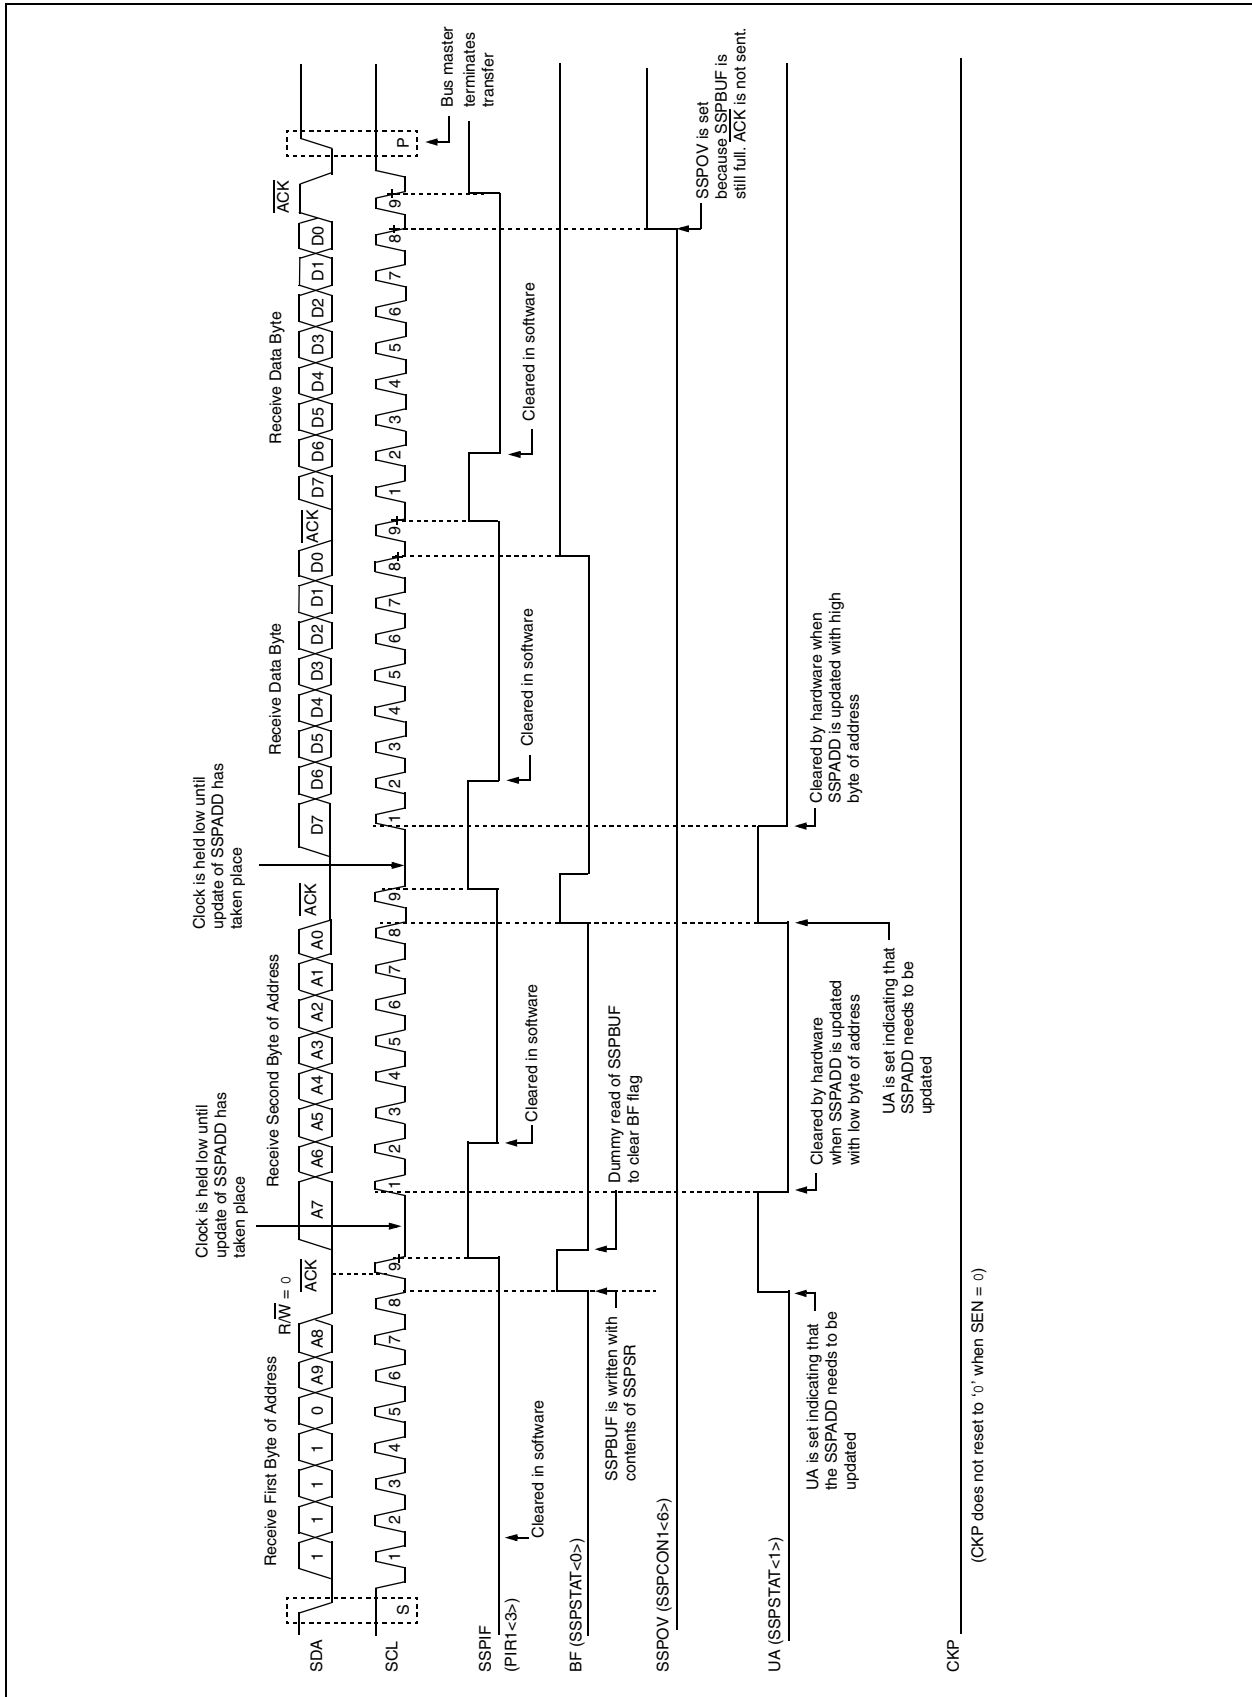 Clock is held low until
update of SSPADD has
taken place
Clock is held low until
update of SSPADD has
taken place
Receive First Byte of Address
R/W = 0
ACK
Receive Second Byte of Address
ACK
Receive Data Byte
ACK
Receive Data Byte
ACK
SDA
1 1 1 1 0 A9 A8
A7 A6 A5 A4 A3 A2 A1 A0
D7 D6 D5 D4 D3 D2 D1 D0
D7 D6 D5 D4 D3 D2 D1 D0
SCL
S
1 2 3 4 5 6 7 8 9
1 2 3 4 5 6 7 8 9
1 2 3 4 5 6 7 8 9
1 2 3 4 5 6 7 8 9
P
Bus master
terminates
transfer
SSPIF
(PIR1<3>)
Cleared in software
Cleared in software
Cleared in software
Cleared in software
BF (SSPSTAT<0>)
SSPBUF is written with
contents of SSPSR
Dummy read of SSPBUF
to clear BF flag
SSPOV (SSPCON1<6>)
SSPOV is set
because SSPBUF is
still full. ACK is not sent.
UA (SSPSTAT<1>)
UA is set indicating that
the SSPADD needs to be
updated
Cleared by hardware
when SSPADD is updated
with low byte of address
UA is set indicating that
SSPADD needs to be
updated
Cleared by hardware when
SSPADD is updated with high
byte of address
CKP
(CKP does not reset to ‘0’ when SEN = 0)